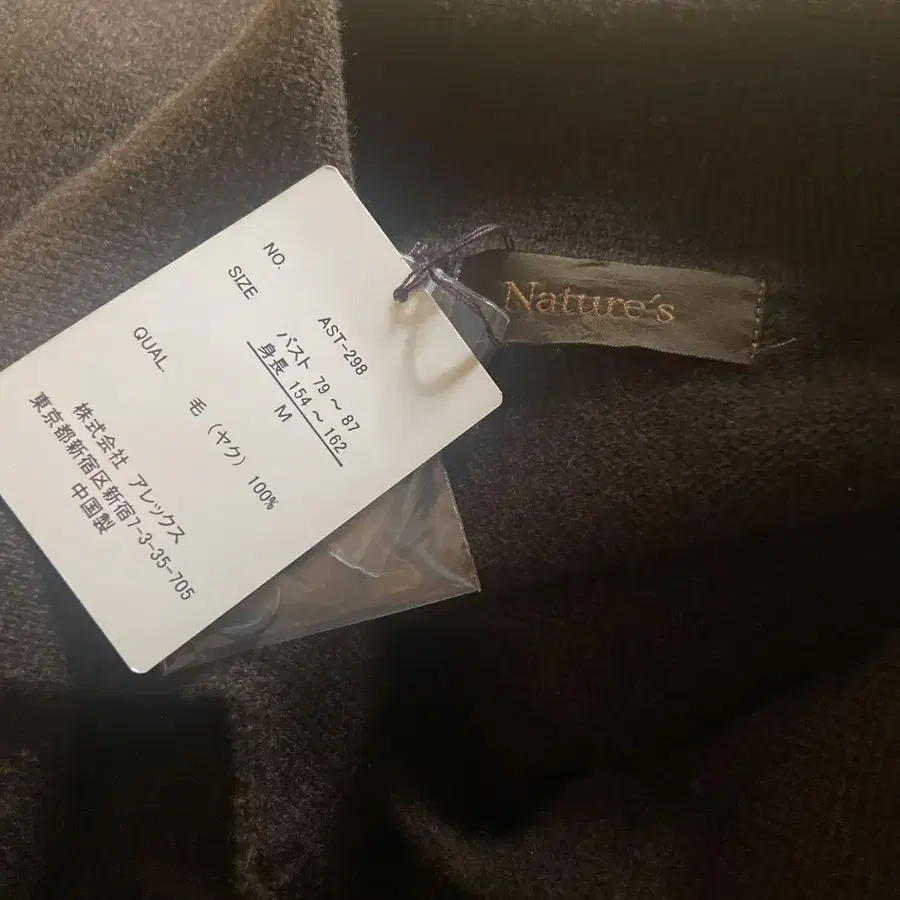 NO. AST-298
SIZE バスト 79 ~ 87
身長 154 ~ 162
M
QUAL. 毛 (ヤク) 100%
株式会社 アレックス
東京都新宿区新宿7-3-35-705
中国製
Nature's